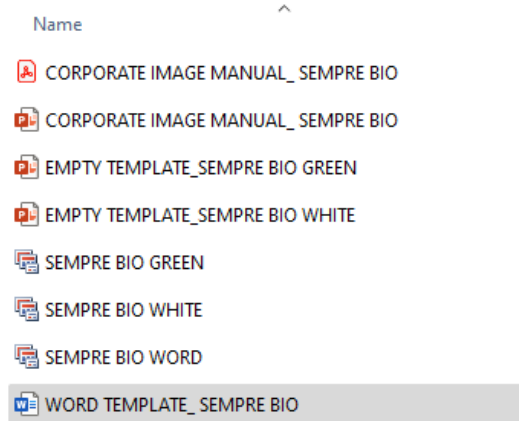 Name
CORPORATE IMAGE MANUAL_ SEMPRE BIO
CORPORATE IMAGE MANUAL_ SEMPRE BIO
EMPTY TEMPLATE_SEMPRE BIO GREEN
EMPTY TEMPLATE_SEMPRE BIO WHITE
SEMPRE BIO GREEN
SEMPRE BIO WHITE
SEMPRE BIO WORD
WORD TEMPLATE_ SEMPRE BIO